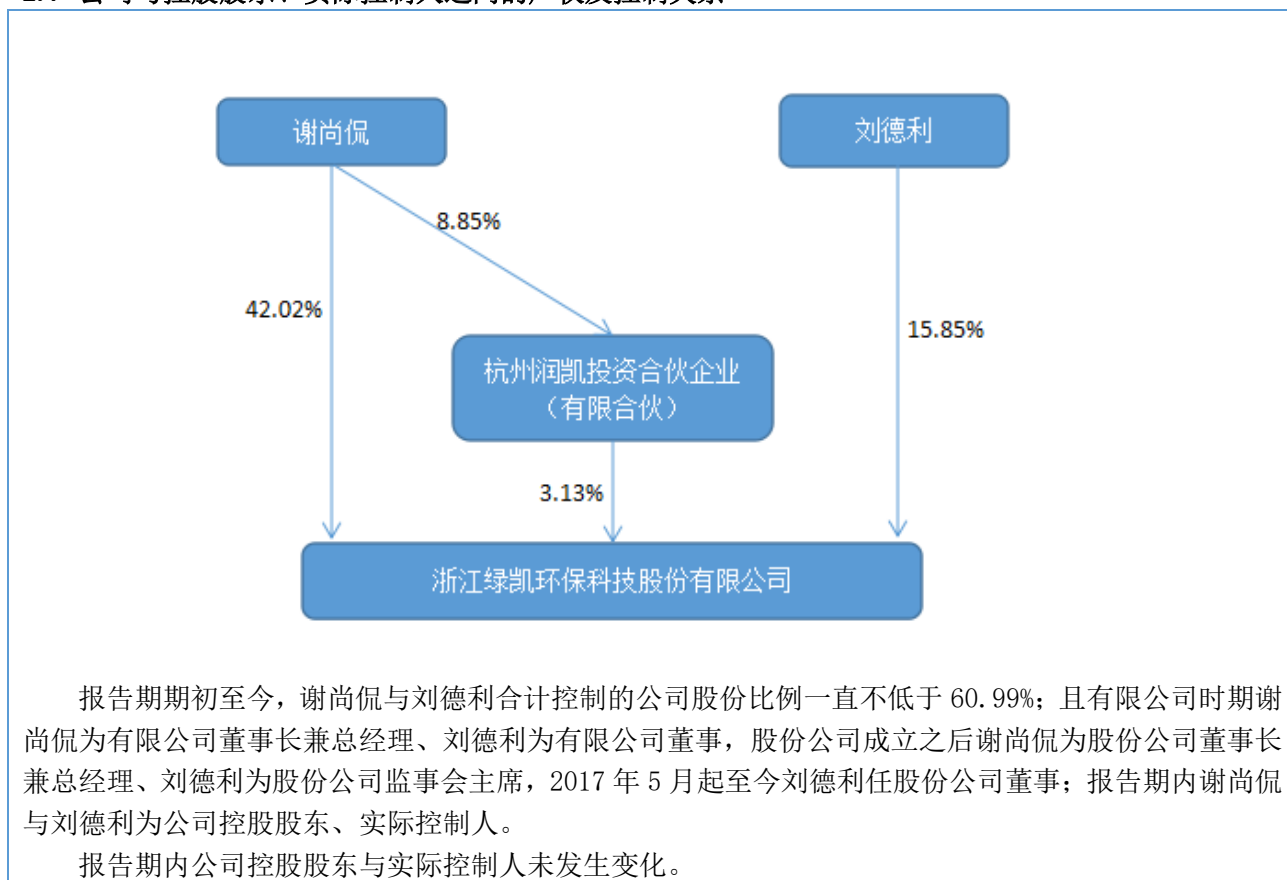 谢尚侃
刘德利
8.85%
42.02%
15.85%
杭州润凯投资合伙企业
（有限合伙）
3.13%
浙江绿凯环保科技股份有限公司
报告期期初至今，谢尚侃与刘德利合计控制的公司股份比例一直不低于 60.99%；且有限公司时期谢
尚侃为有限公司董事长兼总经理、刘德利为有限公司董事，股份公司成立之后谢尚侃为股份公司董事长
兼总经理、刘德利为股份公司监事会主席，2017 年 5 月起至今刘德利任股份公司董事；报告期内谢尚侃
与刘德利为公司控股股东、实际控制人。
报告期内公司控股股东与实际控制人未发生变化。